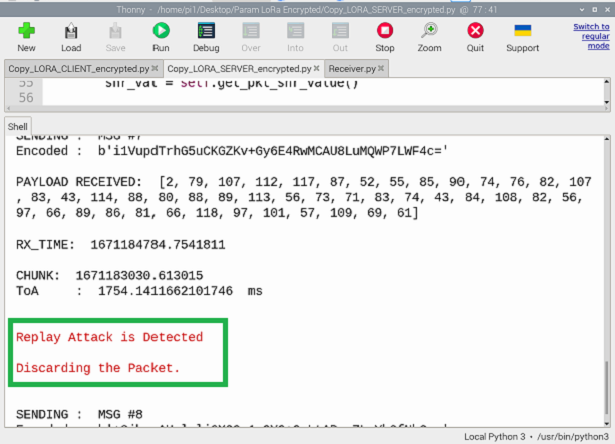 Thonny - /home/pi1/Desktop/Param LoRa Encrypted/Copy_LORA_SERVER_encrypted.py @ 77 : 41
New Load Save Run Debug Over Into Out Stop Zoom Quit Support
Switch to
regular
mode
Copy_LORA_CLIENT_encrypted.py Copy_LORA_SERVER_encrypted.py Receiver.py
55 snr_val = self.get_pkt_snr_value()
56
Shell
SENDING : MSG #7
Encoded : b'i1VupdTrhG5uCKGZKv+Gy6E4RwMCAU8LuMQWP7LWF4c='
PAYLOAD RECEIVED: [2, 79, 107, 112, 117, 87, 52, 55, 85, 90, 74, 76, 82, 107
, 83, 43, 114, 88, 80, 88, 89, 113, 56, 73, 71, 83, 74, 43, 84, 108, 82, 56,
97, 66, 89, 86, 81, 66, 118, 97, 101, 57, 109, 69, 61]
RX_TIME: 1671184784.7541811
CHUNK: 1671183030.613015
ToA : 1754.1411662101746 ms
Replay Attack is Detected
Discarding the Packet.
SENDING : MSG #8
Local Python 3 • /usr/bin/python3